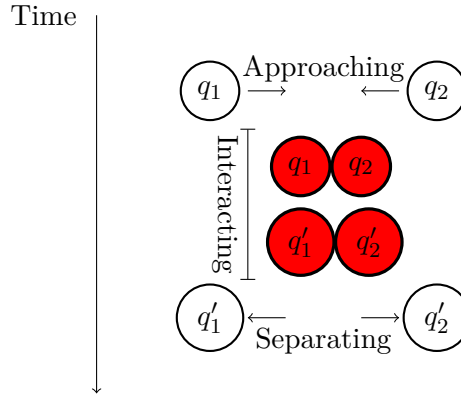 Time
Approaching
q₁ q₂
Interacting
q₁ q₂
q′₁ q′₂
q′₁ q′₂
Separating